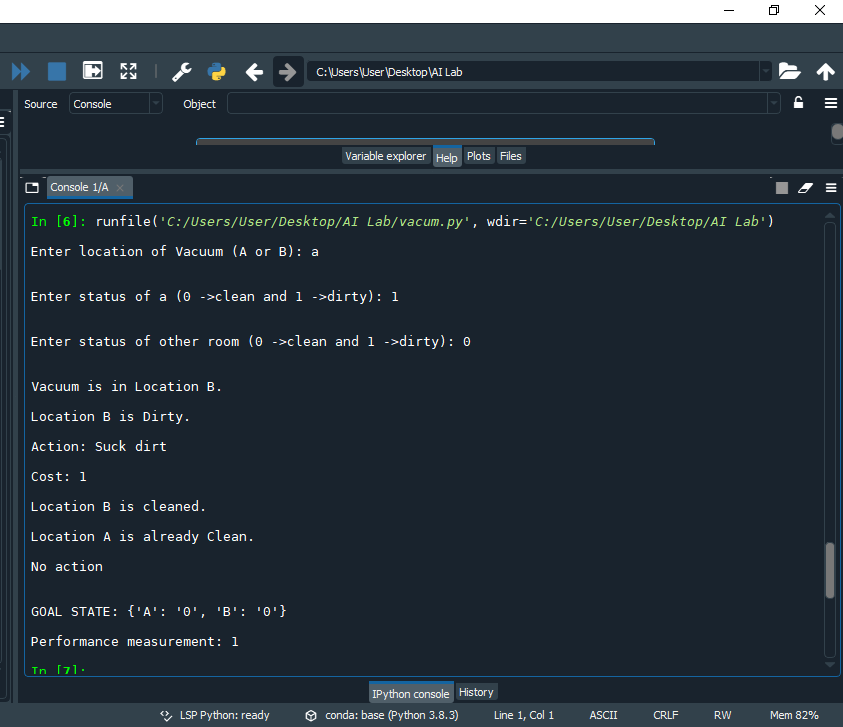 C:\Users\User\Desktop\AI Lab
Source Console Object
Variable explorer Help Plots Files
Console 1/A
In [6]: runfile('C:/Users/User/Desktop/AI Lab/vacum.py', wdir='C:/Users/User/Desktop/AI Lab')
Enter location of Vacuum (A or B): a
Enter status of a (0 ->clean and 1 ->dirty): 1
Enter status of other room (0 ->clean and 1 ->dirty): 0
Vacuum is in Location B.
Location B is Dirty.
Action: Suck dirt
Cost: 1
Location B is cleaned.
Location A is already Clean.
No action
GOAL STATE: {'A': '0', 'B': '0'}
Performance measurement: 1
In [7]:
IPython console History
LSP Python: ready conda: base (Python 3.8.3) Line 1, Col 1 ASCII CRLF RW Mem 82%